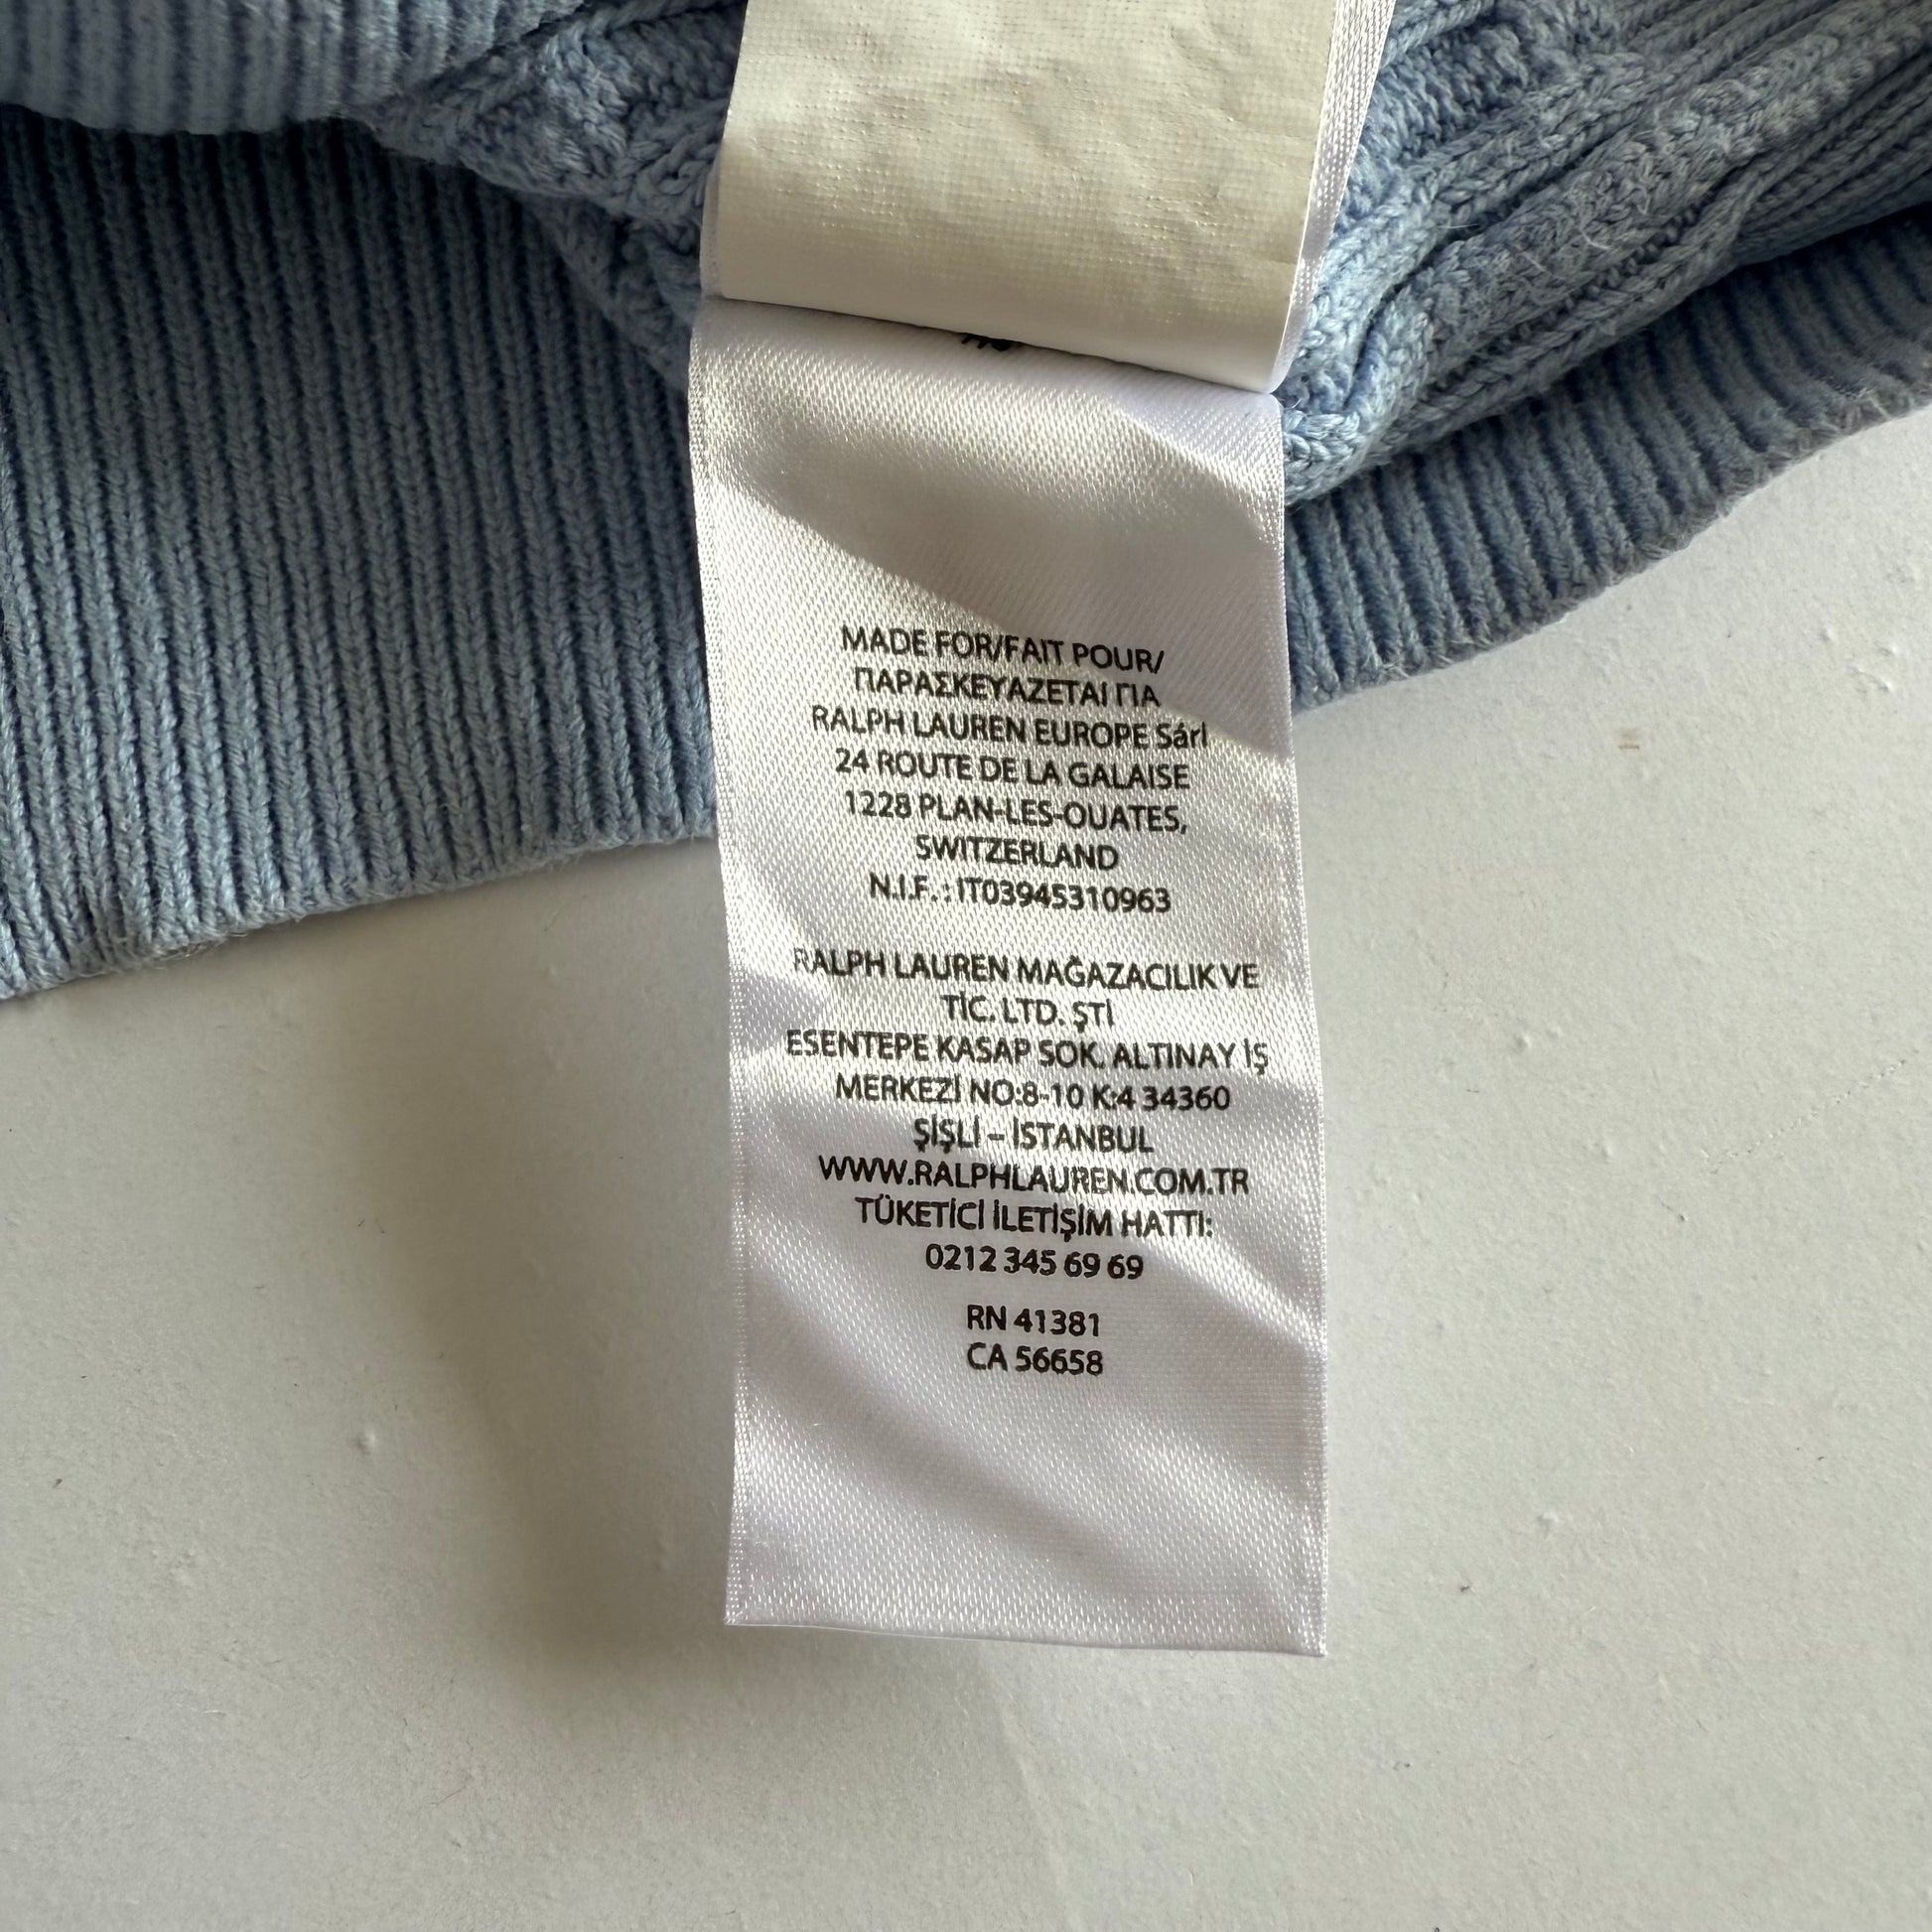 MADE FOR/FAIT POUR/
ΠΑΡΑΣΚΕΥΑΖΕΤΑΙ ΓΙΑ
RALPH LAUREN EUROPE Sárl
24 ROUTE DE LA GALAISE
1228 PLAN-LES-OUATES,
SWITZERLAND
N.I.F. : IT03945310963
RALPH LAUREN MAĞAZACILIK VE
TİC. LTD. ŞTİ
ESENTEPE KASAP SOK. ALTINAY İŞ
MERKEZİ NO:8-10 K:4 34360
ŞİŞLİ – İSTANBUL
WWW.RALPHLAUREN.COM.TR
TÜKETİCİ İLETİŞİM HATTI:
0212 345 69 69
RN 41381
CA 56658